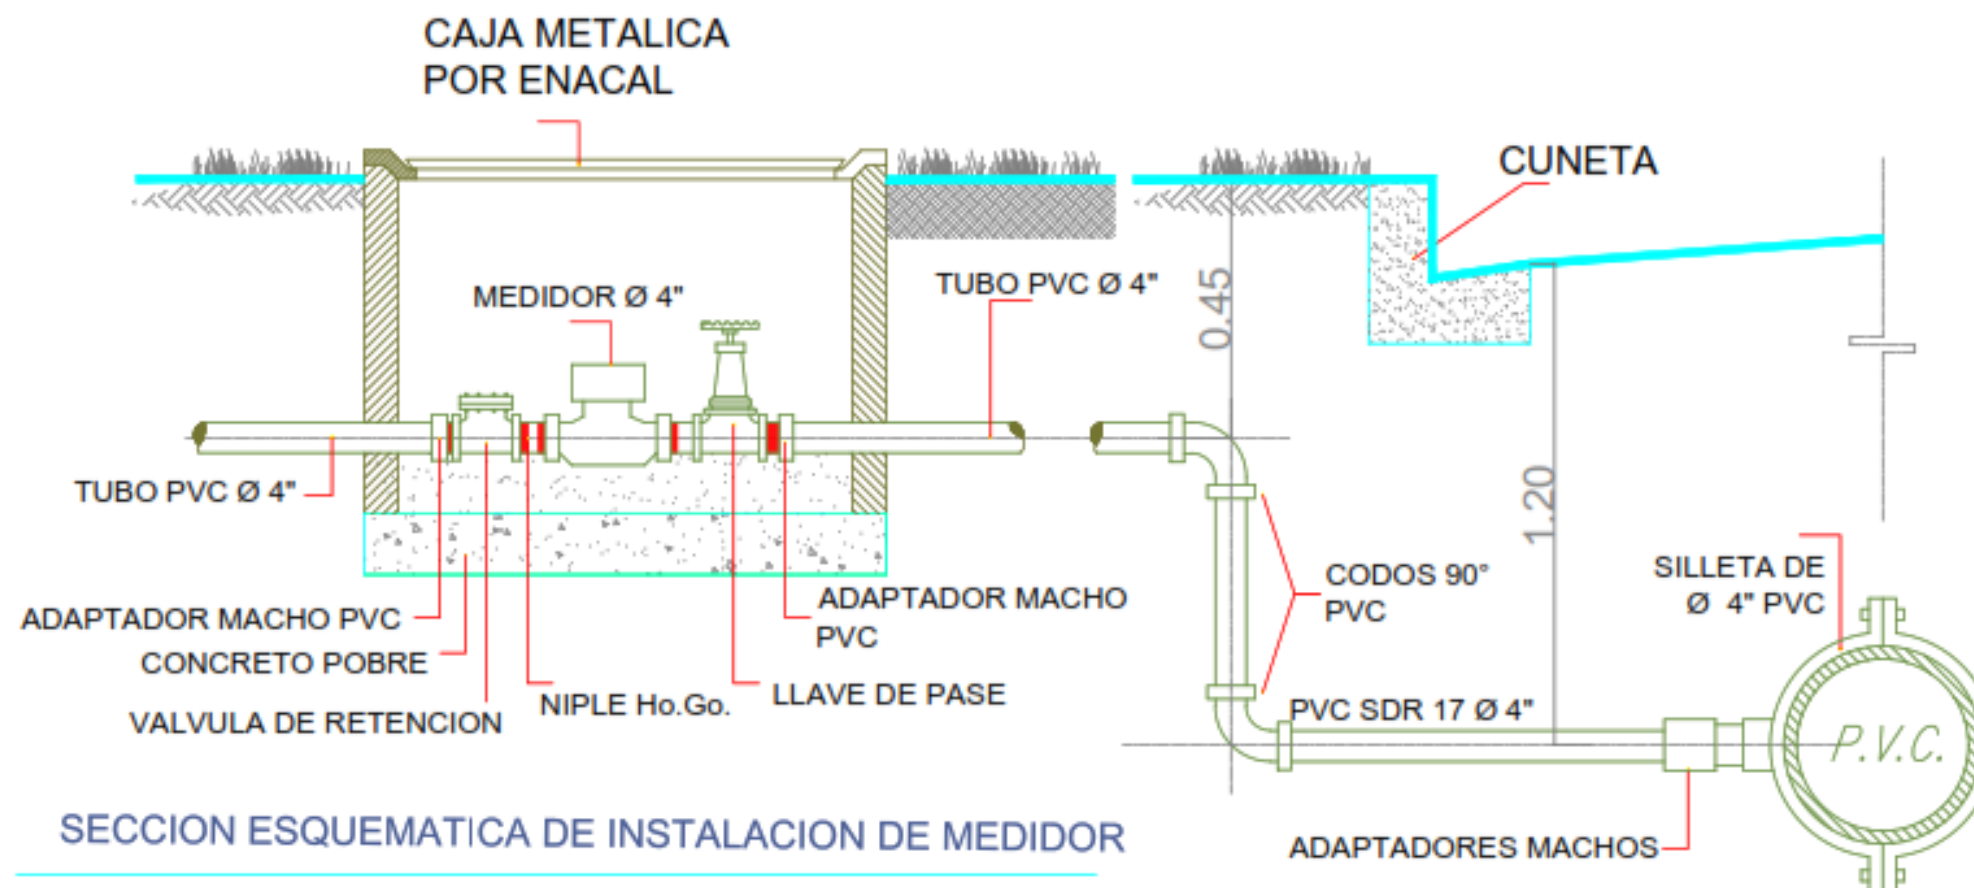 CAJA METALICA
POR ENACAL
CUNETA
MEDIDOR Ø 4"
TUBO PVC Ø 4"
0.45
TUBO PVC Ø 4"
1.20
CODOS 90°
PVC
SILLETA DE
Ø 4" PVC
ADAPTADOR MACHO PVC
CONCRETO POBRE
VALVULA DE RETENCION
NIPLE Ho.Go.
LLAVE DE PASE
ADAPTADOR MACHO
PVC
PVC SDR 17 Ø 4"
P.V.C.
ADAPTADORES MACHOS
SECCION ESQUEMATICA DE INSTALACION DE MEDIDOR